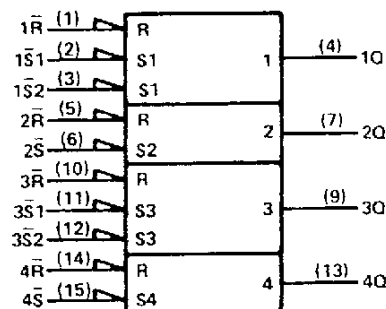 1R̄ (1) R
1S̄1 (2) S1 1 (4) 1Q
1S̄2 (3) S1
2R̄ (5) R
2S̄ (6) S2 2 (7) 2Q
3R̄ (10) R
3S̄1 (11) S3 3 (9) 3Q
3S̄2 (12) S3
4R̄ (14) R
4S̄ (15) S4 4 (13) 4Q